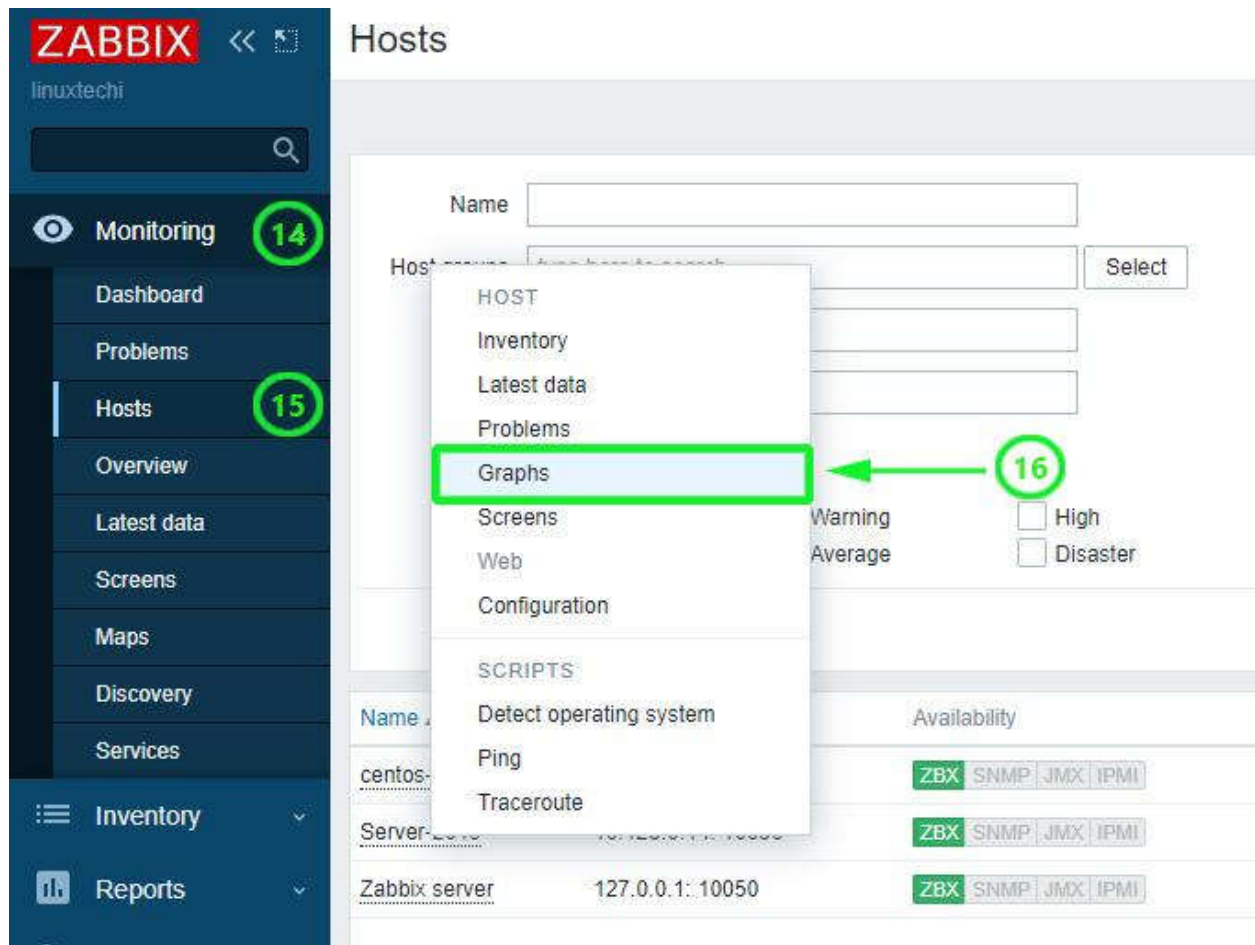 ZABBIX
linuxtechi
Monitoring 14
Dashboard
Problems
Hosts 15
Overview
Latest data
Screens
Maps
Discovery
Services
Inventory
Reports
Hosts
Name
Select
HOST
Inventory
Latest data
Problems
Graphs 16
Screens
Web
Configuration
SCRIPTS
Detect operating system
Ping
Traceroute
Warning High
Average Disaster
Name Availability
centos- ZBX SNMP JMX IPMI
Server- ZBX SNMP JMX IPMI
Zabbix server 127.0.0.1: 10050 ZBX SNMP JMX IPMI